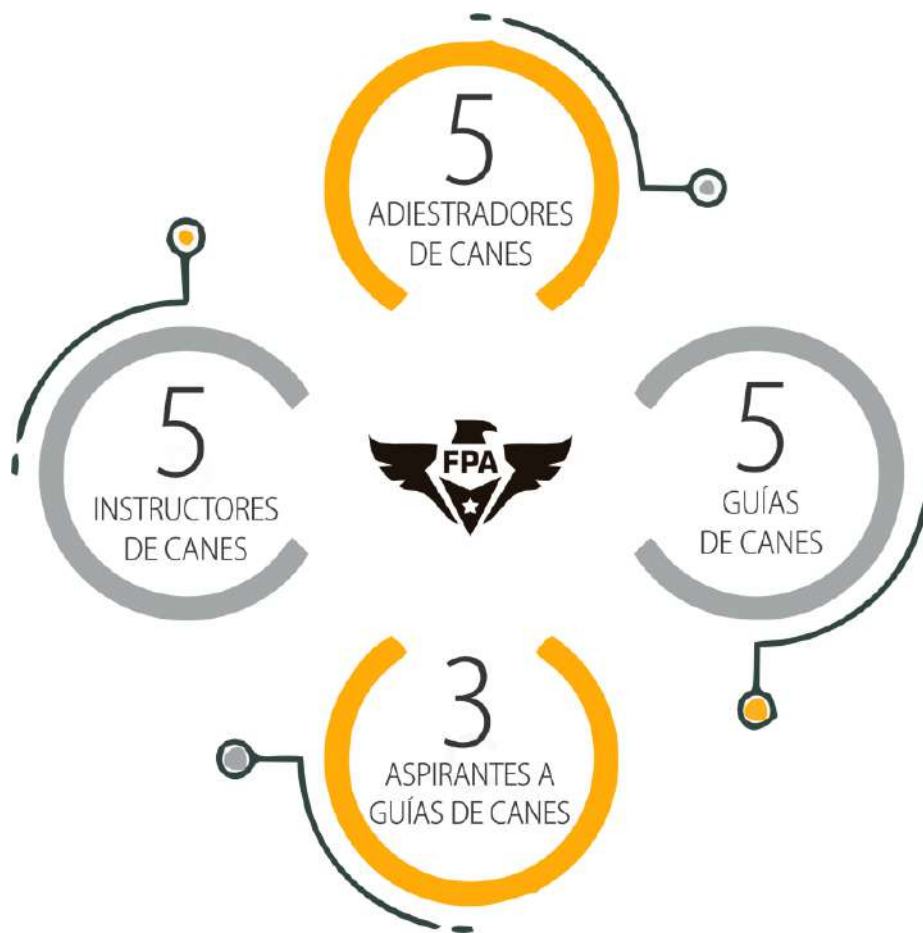 5
ADIESTRADORES
DE CANES
5
INSTRUCTORES
DE CANES
FPA
5
GUÍAS
DE CANES
3
ASPIRANTES A
GUÍAS DE CANES